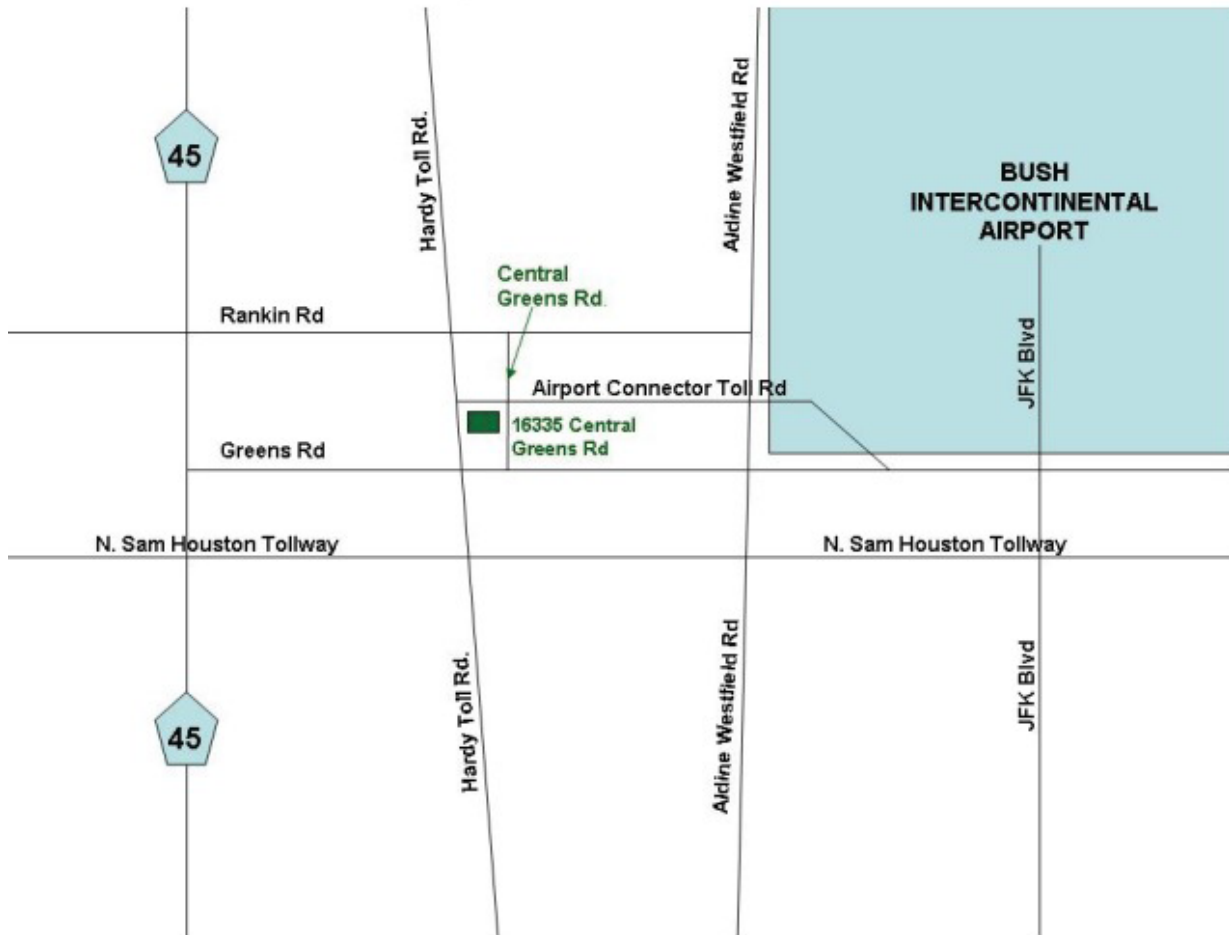 45
Hardy Toll Rd.
Aldine Westfield Rd
BUSH
INTERCONTINENTAL
AIRPORT
Central
Greens Rd.
Rankin Rd
JFK Blvd
Airport Connector Toll Rd
16335 Central
Greens Rd
Greens Rd
N. Sam Houston Tollway
N. Sam Houston Tollway
Hardy Toll Rd.
Aldine Westfield Rd
JFK Blvd
45